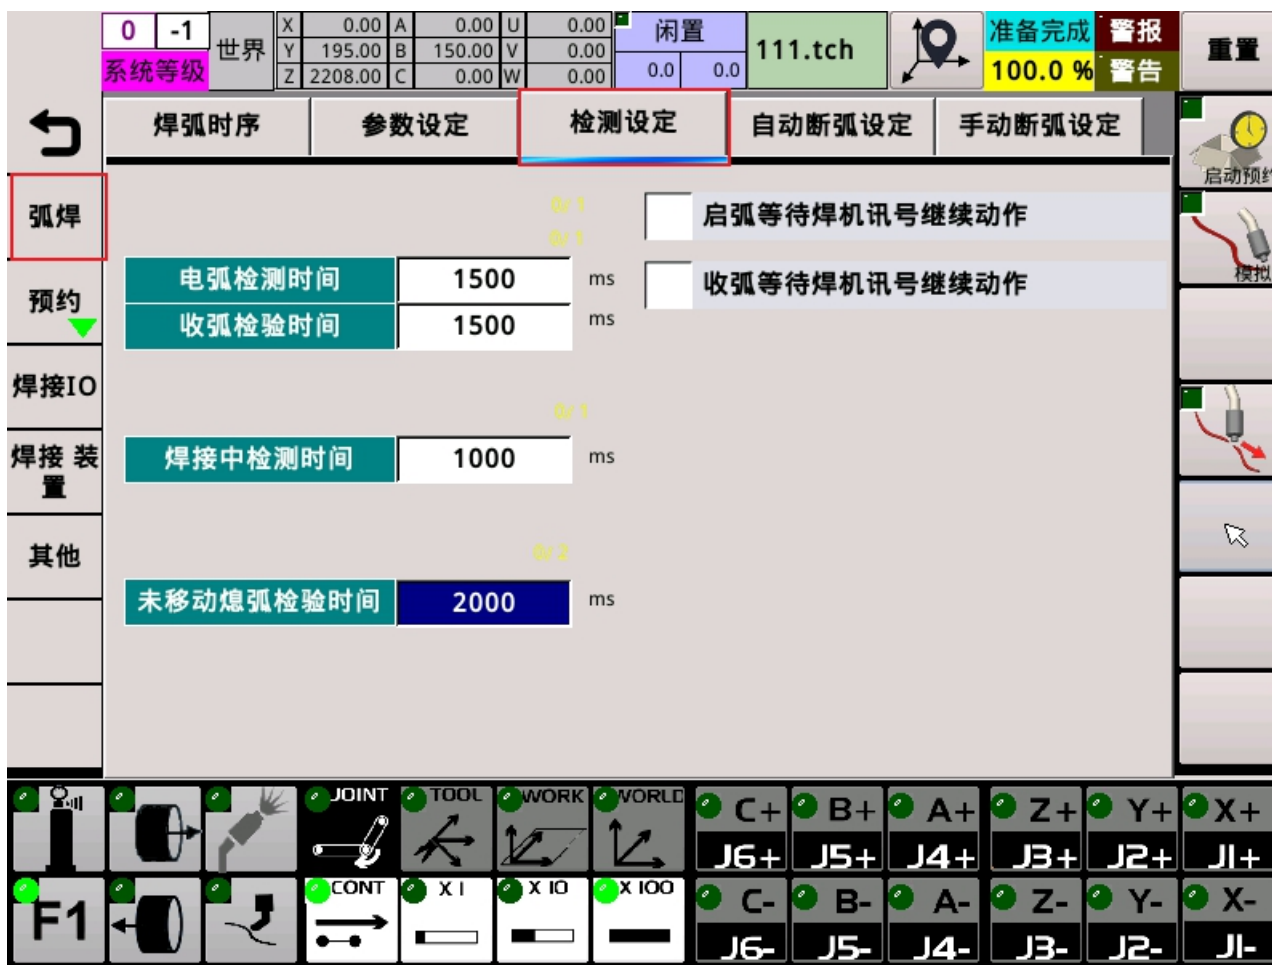 0 -1 世界 X 0.00 A 0.00 U 0.00 闲置 111.tch 准备完成 警报 重置
Y 195.00 B 150.00 V 0.00
系统等级 Z 2208.00 C 0.00 W 0.00 0.0 0.0 100.0 % 警告
焊弧时序 参数设定 检测设定 自动断弧设定 手动断弧设定
启动预约
弧焊 0/ 1 启弧等待焊机讯号继续动作
0/ 1
模拟
电弧检测时间 1500 ms 收弧等待焊机讯号继续动作
预约
收弧检验时间 1500 ms
焊接IO
0/ 1
焊接 装
置
焊接中检测时间 1000 ms
其他
0/ 2
未移动熄弧检验时间 2000 ms
JOINT TOOL WORK WORLD C+ B+ A+ Z+ Y+ X+
J6+ J5+ J4+ J3+ J2+ J1+
F1 CONT X 1 X 10 X 100 C- B- A- Z- Y- X-
J6- J5- J4- J3- J2- J1-